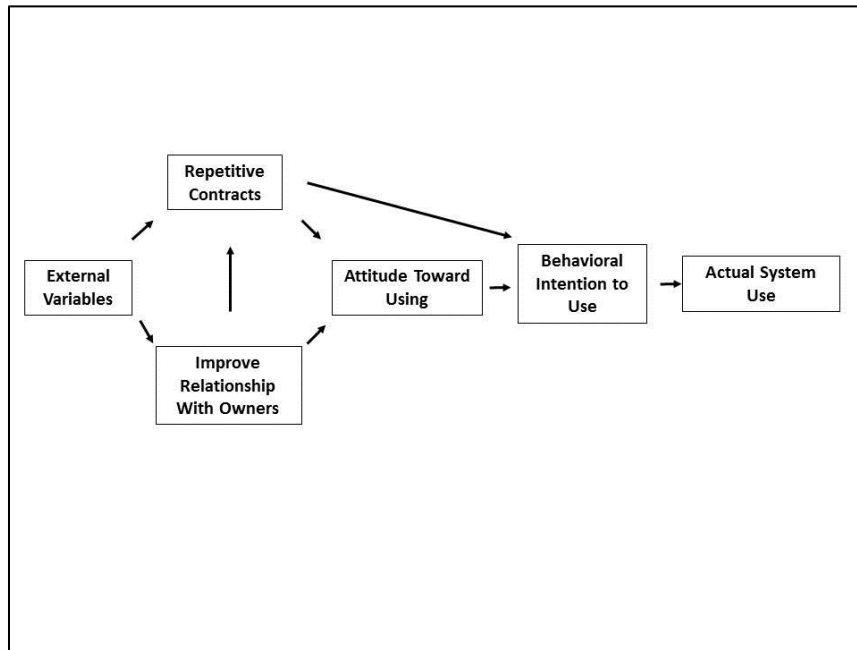 Repetitive
Contracts
External
Variables
Attitude Toward
Using
Behavioral
Intention to
Use
Actual System
Use
Improve
Relationship
With Owners